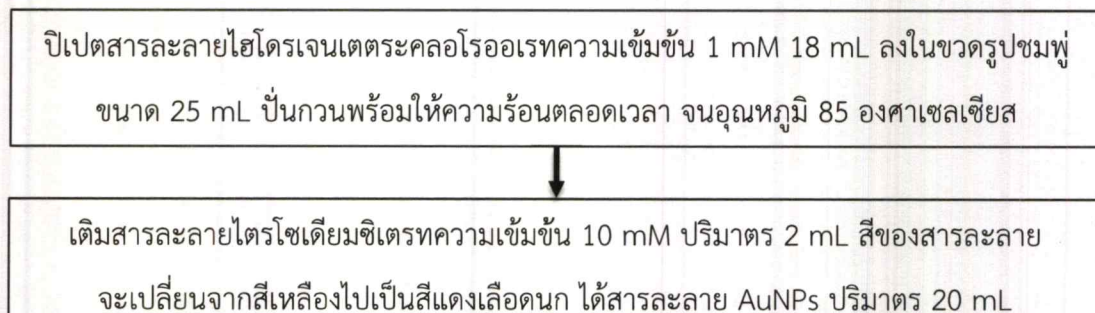 ปิเปตสารละลายไฮโดรเจนเตตระคลอโรออเรทความเข้มข้น 1 mM 18 mL ลงในขวดรูปชมพู่
ขนาด 25 mL ปั่นกวนพร้อมให้ความร้อนตลอดเวลา จนอุณหภูมิ 85 องศาเซลเซียส
เติมสารละลายไตรโซเดียมซิเตรทความเข้มข้น 10 mM ปริมาตร 2 mL สีของสารละลาย
จะเปลี่ยนจากสีเหลืองไปเป็นสีแดงเลือดนก ได้สารละลาย AuNPs ปริมาตร 20 mL